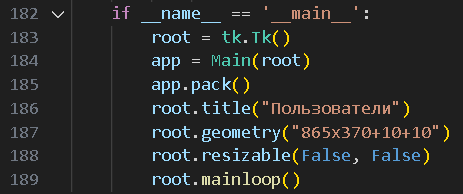 182 if __name__ == '__main__':
183 root = tk.Tk()
184 app = Main(root)
185 app.pack()
186 root.title("Пользователи")
187 root.geometry("865x370+10+10")
188 root.resizable(False, False)
189 root.mainloop()